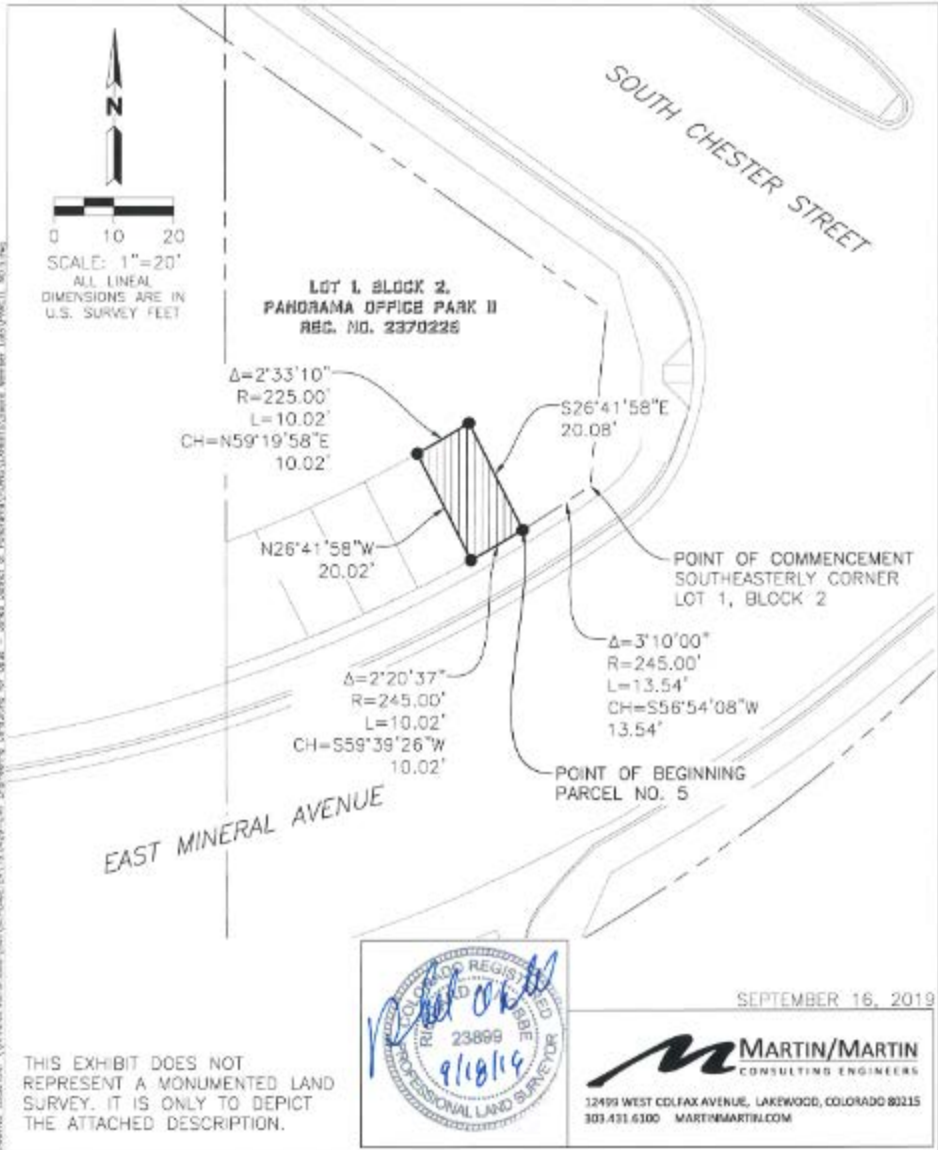 N
0 10 20
SCALE: 1"=20'
ALL LINEAR
DIMENSIONS ARE IN
U.S. SURVEY FEET
SOUTH CHESTER STREET
LOT 1, BLOCK 2,
PANORAMA OFFICE PARK II
REC. NO. 2370226
Δ=2°33'10"
R=225.00'
L=10.02'
CH=N59°19'58"E
10.02'
S26°41'58"E
20.08'
N26°41'58"W
20.02'
POINT OF COMMENCEMENT
SOUTHEASTERLY CORNER
LOT 1, BLOCK 2
Δ=3°10'00"
R=245.00'
L=13.54'
CH=S56°54'08"W
13.54'
Δ=2°20'37"
R=245.00'
L=10.02'
CH=S59°39'26"W
10.02'
POINT OF BEGINNING
PARCEL NO. 5
EAST MINERAL AVENUE
THIS EXHIBIT DOES NOT
REPRESENT A MONUMENTED LAND
SURVEY. IT IS ONLY TO DEPICT
THE ATTACHED DESCRIPTION.
COLORADO REGISTERED
23899
PROFESSIONAL LAND SURVEYOR
SEPTEMBER 16, 2019
MARTIN/MARTIN
CONSULTING ENGINEERS
12499 WEST COLFAX AVENUE, LAKEWOOD, COLORADO 80215
303.431.6100 MARTINMARTIN.COM